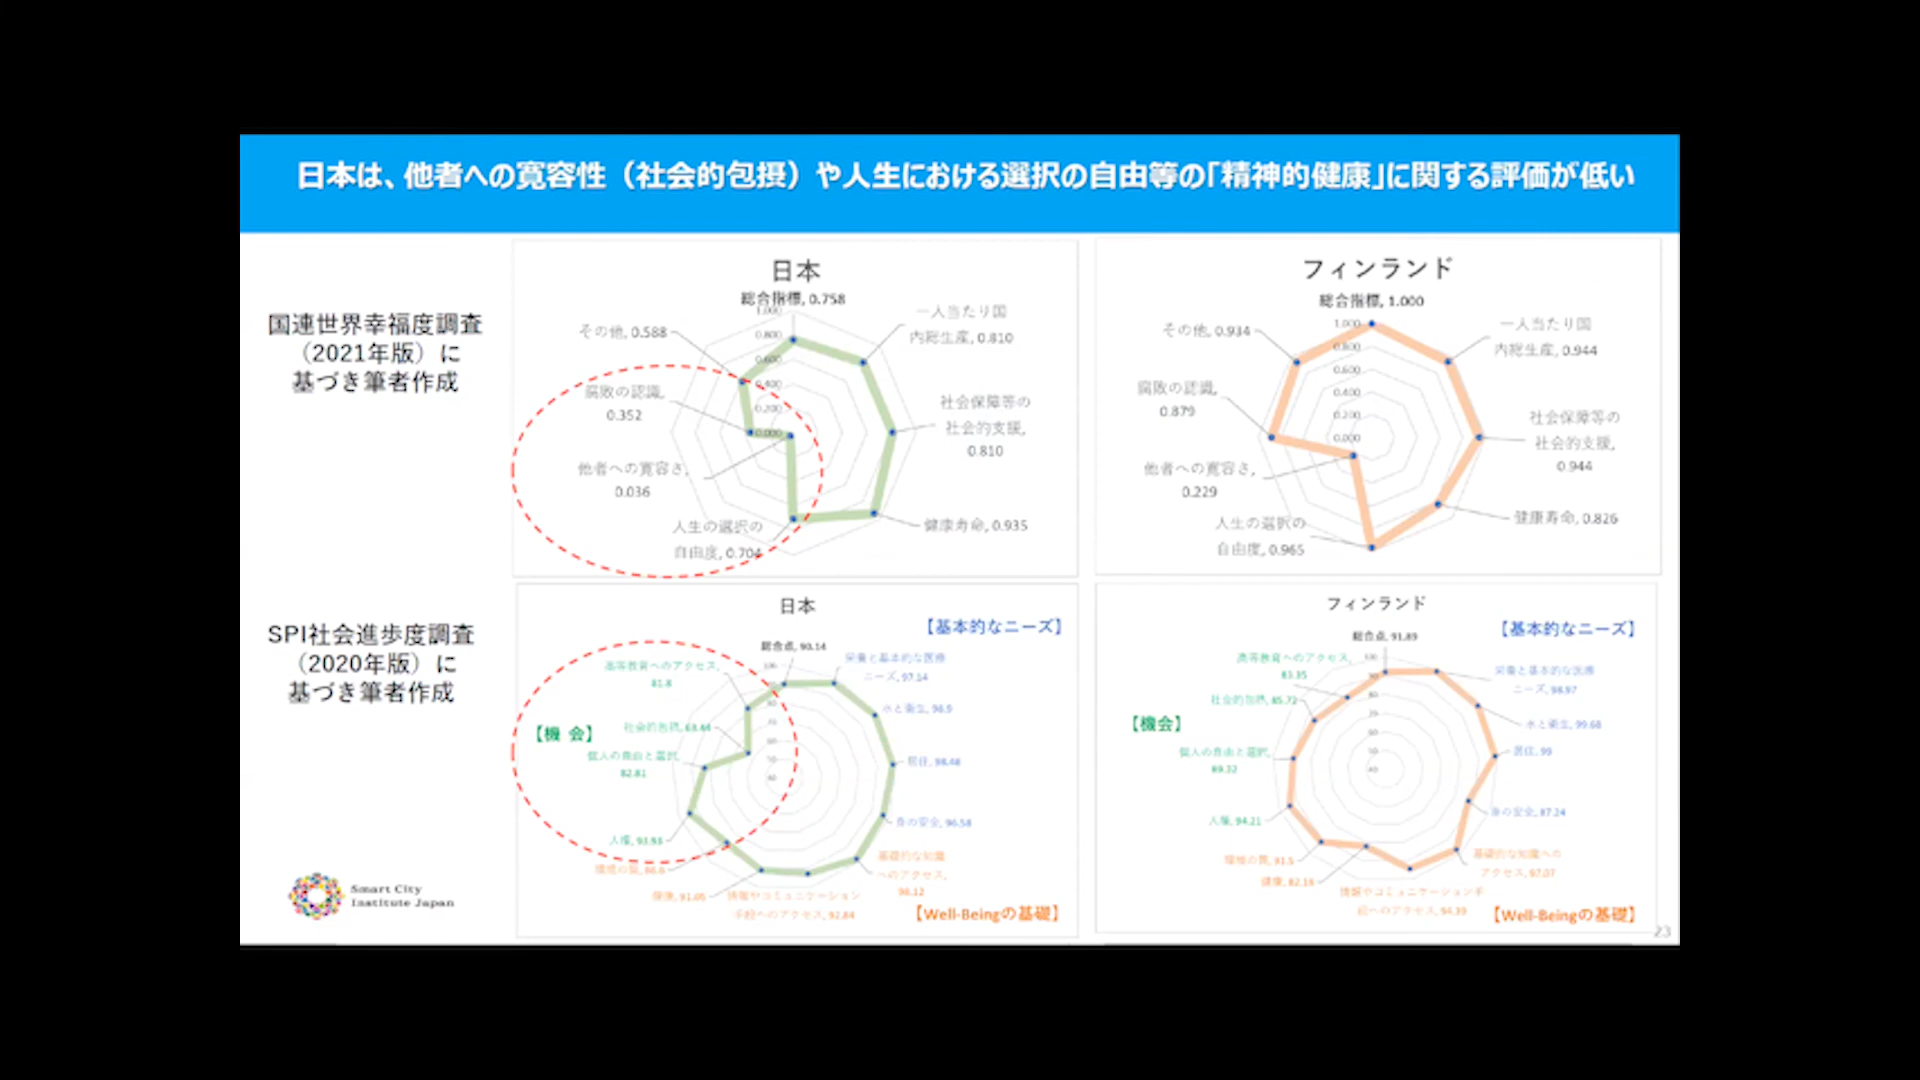 日本は、他者への寛容性（社会的包摂）や人生における選択の自由等の｢精神的健康｣に関する評価が低い
国連世界幸福度調査
（2021年版）に
基づき筆者作成
日本
総合指標, 0.758
1.000
0.800
0.600
0.400
0.200
0.000
一人当たり国
内総生産, 0.810
社会保障等の
社会的支援,
0.810
健康寿命, 0.935
人生の選択の
自由度, 0.704
他者への寛容さ,
0.036
腐敗の認識,
0.352
その他, 0.588
フィンランド
総合指標, 1.000
1.000
0.800
0.600
0.400
0.200
0.000
一人当たり国
内総生産, 0.944
社会保障等の
社会的支援,
0.944
健康寿命, 0.826
人生の選択の
自由度, 0.965
他者への寛容さ,
0.229
腐敗の認識,
0.879
その他, 0.934
SPI社会進歩度調査
（2020年版）に
基づき筆者作成
日本
【基本的なニーズ】
総合点, 90.14
栄養と基本的な医療
ニーズ, 97.14
水と衛生, 98.9
居住, 98.48
身の安全, 96.58
基礎的な知識
へのアクセス,
98.12
情報やコミュニケーション
手段へのアクセス, 92.84
健康, 91.05
環境の質,
人権, 93.93
個人の自由と選択,
82.81
社会的包摂,
高等教育へのアクセス,
81.8
【機 会】
【Well-Beingの基礎】
フィンランド
【基本的なニーズ】
総合点, 91.89
栄養と基本的な医療
ニーズ, 98.97
水と衛生, 99.68
居住, 99
身の安全, 87.24
基礎的な知識への
アクセス, 97.07
情報やコミュニケーション手
段へのアクセス, 94.39
健康, 82.18
環境の質, 91.5
人権, 94.21
個人の自由と選択,
89.32
社会的包摂, 85.72
高等教育へのアクセス,
83.35
【機会】
【Well-Beingの基礎】
Smart City
Institute Japan
23